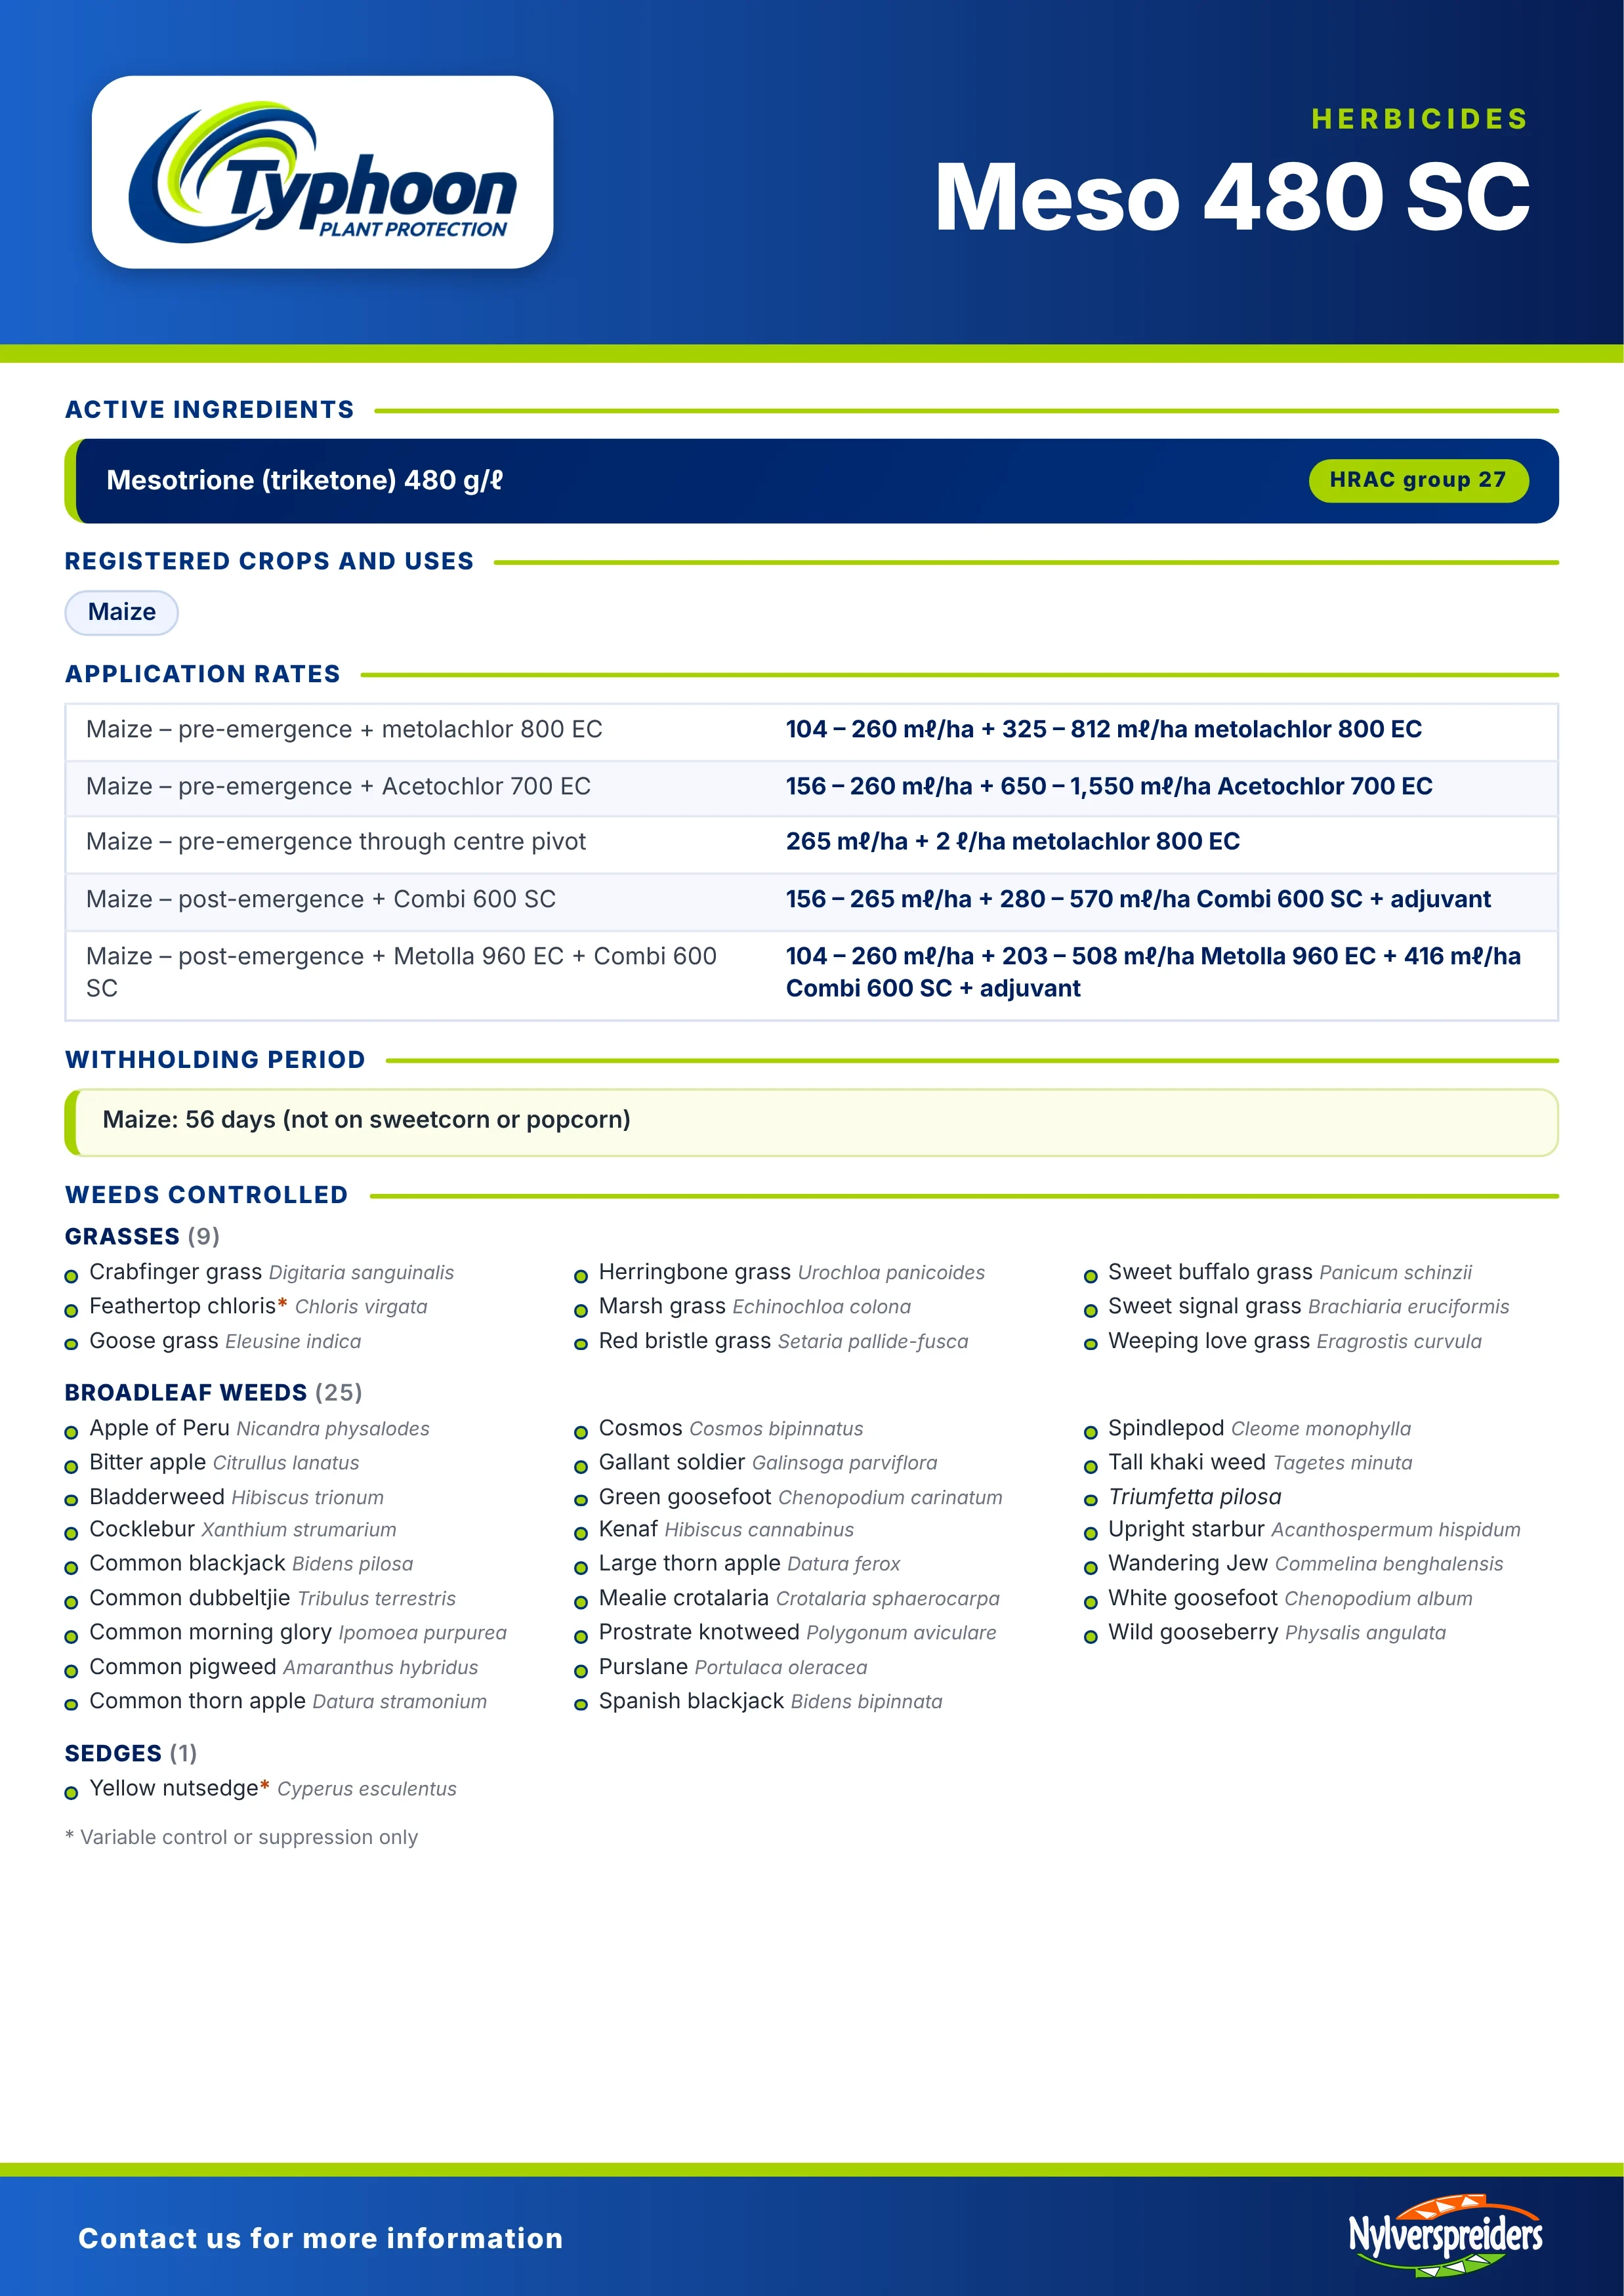 Typhoon
PLANT PROTECTION
HERBICIDES
Meso 480 SC
ACTIVE INGREDIENTS
Mesotrione (triketone) 480 g/ℓ
HRAC group 27
REGISTERED CROPS AND USES
Maize
APPLICATION RATES
Maize – pre-emergence + metolachlor 800 EC 104 – 260 mℓ/ha + 325 – 812 mℓ/ha metolachlor 800 EC
Maize – pre-emergence + Acetochlor 700 EC 156 – 260 mℓ/ha + 650 – 1,550 mℓ/ha Acetochlor 700 EC
Maize – pre-emergence through centre pivot 265 mℓ/ha + 2 ℓ/ha metolachlor 800 EC
Maize – post-emergence + Combi 600 SC 156 – 265 mℓ/ha + 280 – 570 mℓ/ha Combi 600 SC + adjuvant
Maize – post-emergence + Metolla 960 EC + Combi 600
SC
104 – 260 mℓ/ha + 203 – 508 mℓ/ha Metolla 960 EC + 416 mℓ/ha
Combi 600 SC + adjuvant
WITHHOLDING PERIOD
Maize: 56 days (not on sweetcorn or popcorn)
WEEDS CONTROLLED
GRASSES (9)
Crabfinger grass Digitaria sanguinalis
Feathertop chloris* Chloris virgata
Goose grass Eleusine indica
Herringbone grass Urochloa panicoides
Marsh grass Echinochloa colona
Red bristle grass Setaria pallide-fusca
Sweet buffalo grass Panicum schinzii
Sweet signal grass Brachiaria eruciformis
Weeping love grass Eragrostis curvula
BROADLEAF WEEDS (25)
Apple of Peru Nicandra physalodes
Bitter apple Citrullus lanatus
Bladderweed Hibiscus trionum
Cocklebur Xanthium strumarium
Common blackjack Bidens pilosa
Common dubbeltjie Tribulus terrestris
Common morning glory Ipomoea purpurea
Common pigweed Amaranthus hybridus
Common thorn apple Datura stramonium
Cosmos Cosmos bipinnatus
Gallant soldier Galinsoga parviflora
Green goosefoot Chenopodium carinatum
Kenaf Hibiscus cannabinus
Large thorn apple Datura ferox
Mealie crotalaria Crotalaria sphaerocarpa
Prostrate knotweed Polygonum aviculare
Purslane Portulaca oleracea
Spanish blackjack Bidens bipinnata
Spindlepod Cleome monophylla
Tall khaki weed Tagetes minuta
Triumfetta pilosa
Upright starbur Acanthospermum hispidum
Wandering Jew Commelina benghalensis
White goosefoot Chenopodium album
Wild gooseberry Physalis angulata
SEDGES (1)
Yellow nutsedge* Cyperus esculentus
* Variable control or suppression only
Contact us for more information
Nylverspreiders